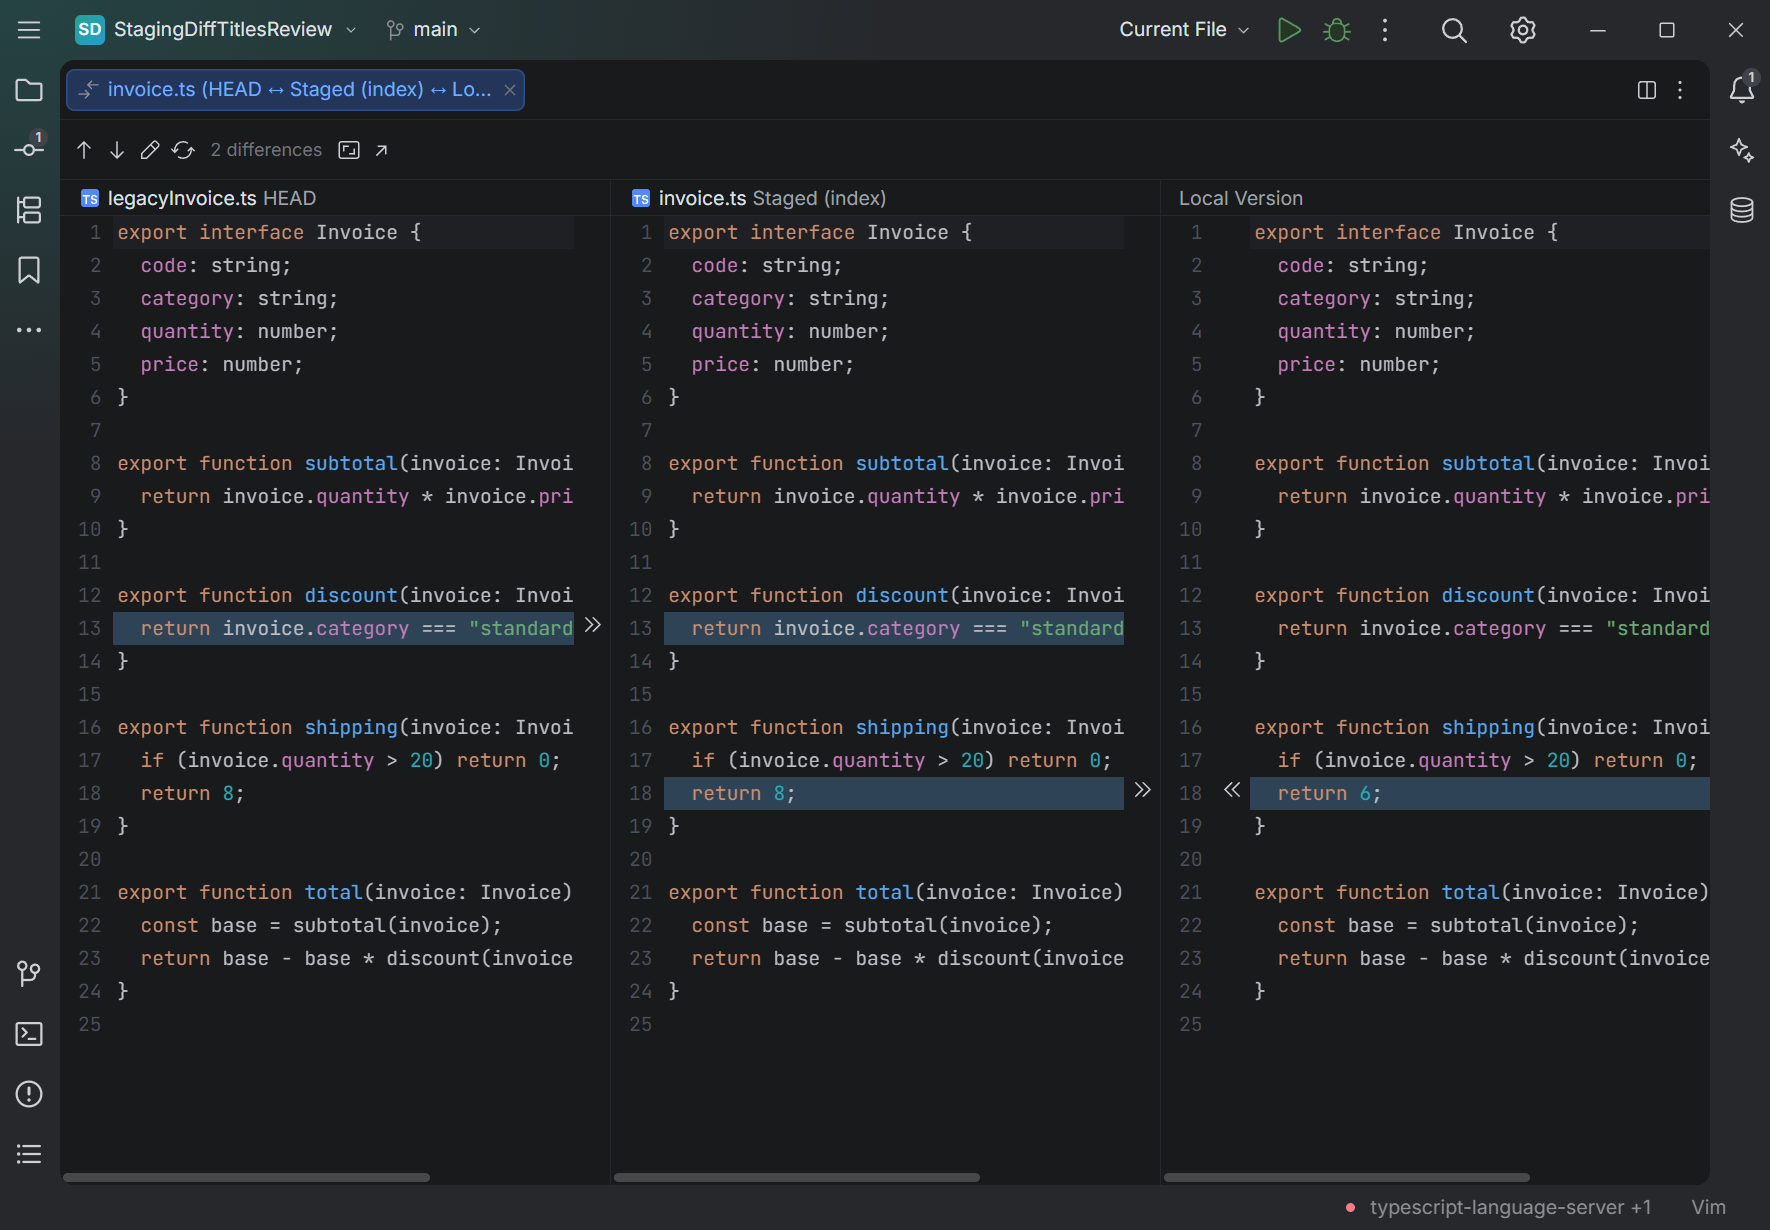 SD StagingDiffTitlesReview main Current File
invoice.ts (HEAD ↔ Staged (index) ↔ Lo...
1
1
2 differences
TS legacyInvoice.ts HEAD
1 export interface Invoice {
2 code: string;
3 category: string;
4 quantity: number;
5 price: number;
6 }
7
8 export function subtotal(invoice: Invoi
9 return invoice.quantity * invoice.pri
10 }
11
12 export function discount(invoice: Invoi
13 return invoice.category === "standard
14 }
15
16 export function shipping(invoice: Invoi
17 if (invoice.quantity > 20) return 0;
18 return 8;
19 }
20
21 export function total(invoice: Invoice)
22 const base = subtotal(invoice);
23 return base - base * discount(invoice
24 }
25
TS invoice.ts Staged (index)
1 export interface Invoice {
2 code: string;
3 category: string;
4 quantity: number;
5 price: number;
6 }
7
8 export function subtotal(invoice: Invoi
9 return invoice.quantity * invoice.pri
10 }
11
12 export function discount(invoice: Invoi
13 return invoice.category === "standard
14 }
15
16 export function shipping(invoice: Invoi
17 if (invoice.quantity > 20) return 0;
18 return 8;
19 }
20
21 export function total(invoice: Invoice)
22 const base = subtotal(invoice);
23 return base - base * discount(invoice
24 }
25
Local Version
1 export interface Invoice {
2 code: string;
3 category: string;
4 quantity: number;
5 price: number;
6 }
7
8 export function subtotal(invoice: Invoi
9 return invoice.quantity * invoice.pri
10 }
11
12 export function discount(invoice: Invoi
13 return invoice.category === "standard
14 }
15
16 export function shipping(invoice: Invoi
17 if (invoice.quantity > 20) return 0;
18 return 6;
19 }
20
21 export function total(invoice: Invoice)
22 const base = subtotal(invoice);
23 return base - base * discount(invoice
24 }
25
typescript-language-server +1 Vim